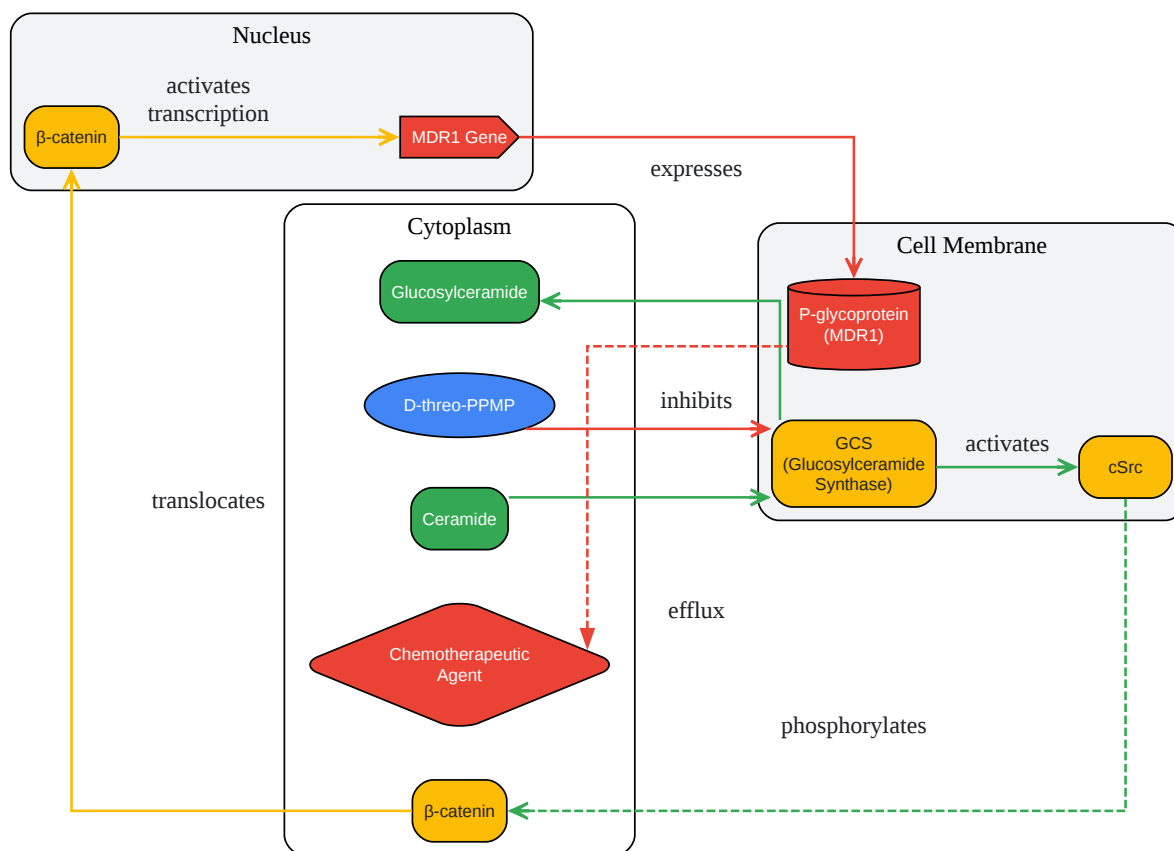 Nucleus
activates
transcription
β-catenin
MDR1 Gene
expresses
Cytoplasm
Cell Membrane
Glucosylceramide
P-glycoprotein
(MDR1)
D-threo-PPMP
inhibits
GCS
(Glucosylceramide
Synthase)
activates
cSrc
translocates
Ceramide
efflux
Chemotherapeutic
Agent
phosphorylates
β-catenin